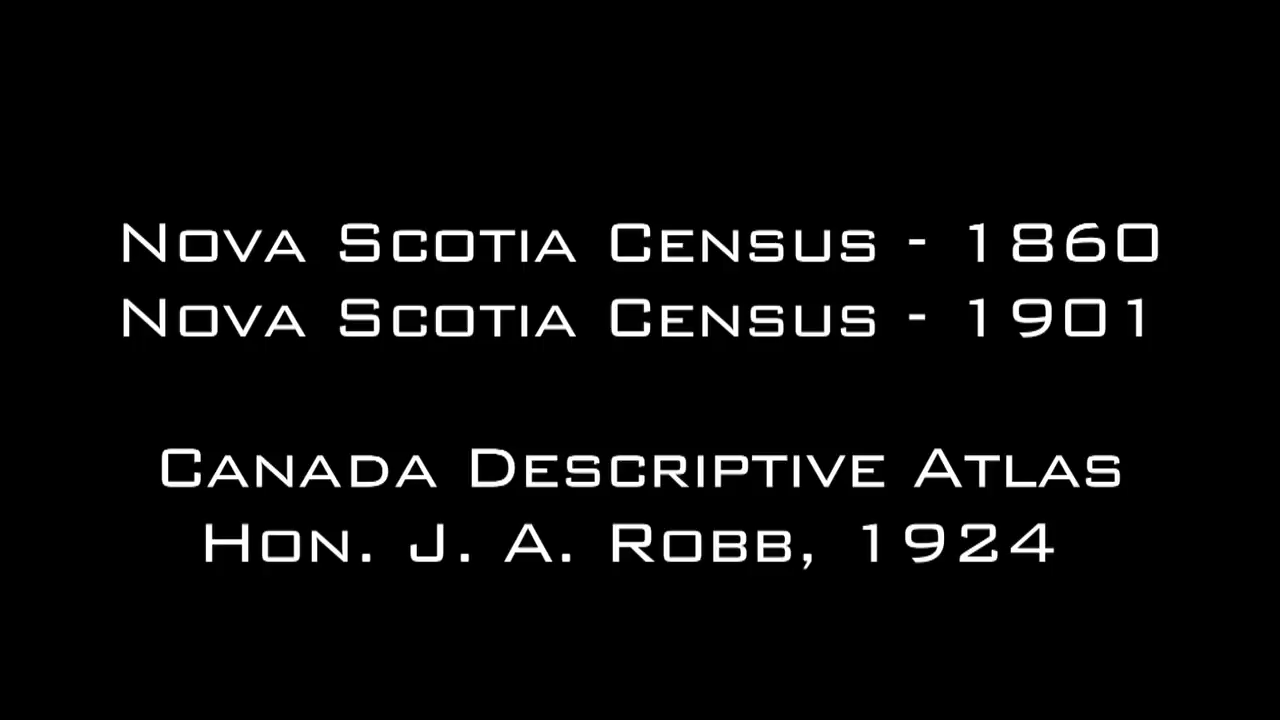 Nova Scotia Census - 1860
Nova Scotia Census - 1901
Canada Descriptive Atlas
Hon. J. A. Robb, 1924